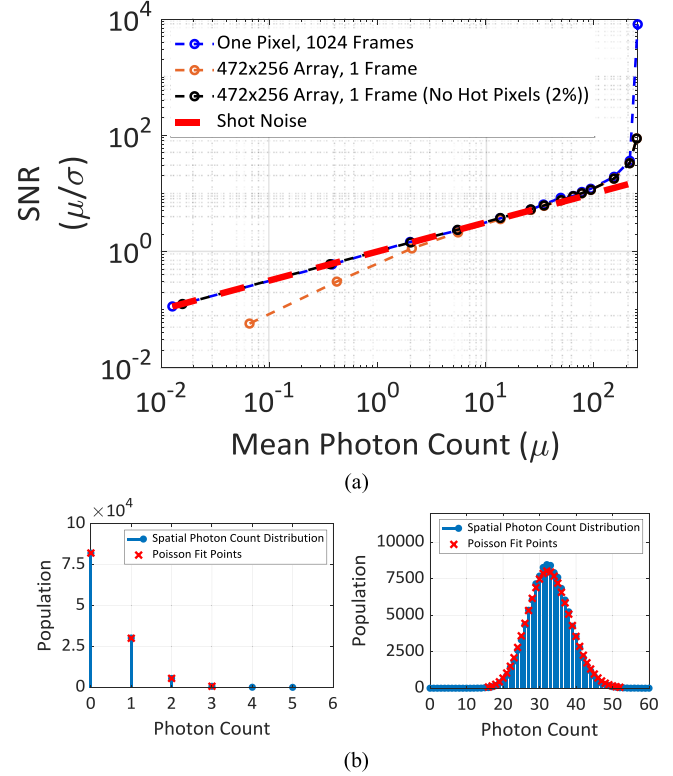 10^4
One Pixel, 1024 Frames
472x256 Array, 1 Frame
472x256 Array, 1 Frame (No Hot Pixels (2%))
Shot Noise
10^2
SNR
(μ/σ)
10^0
10^-2
10^-2 10^-1 10^0 10^1 10^2
Mean Photon Count (μ)
(a)
×10^4
10
7.5
5
2.5
0
Population
Spatial Photon Count Distribution
Poisson Fit Points
0 1 2 3 4 5 6
Photon Count
10000
7500
5000
2500
0
Population
Spatial Photon Count Distribution
Poisson Fit Points
0 10 20 30 40 50 60
Photon Count
(b)